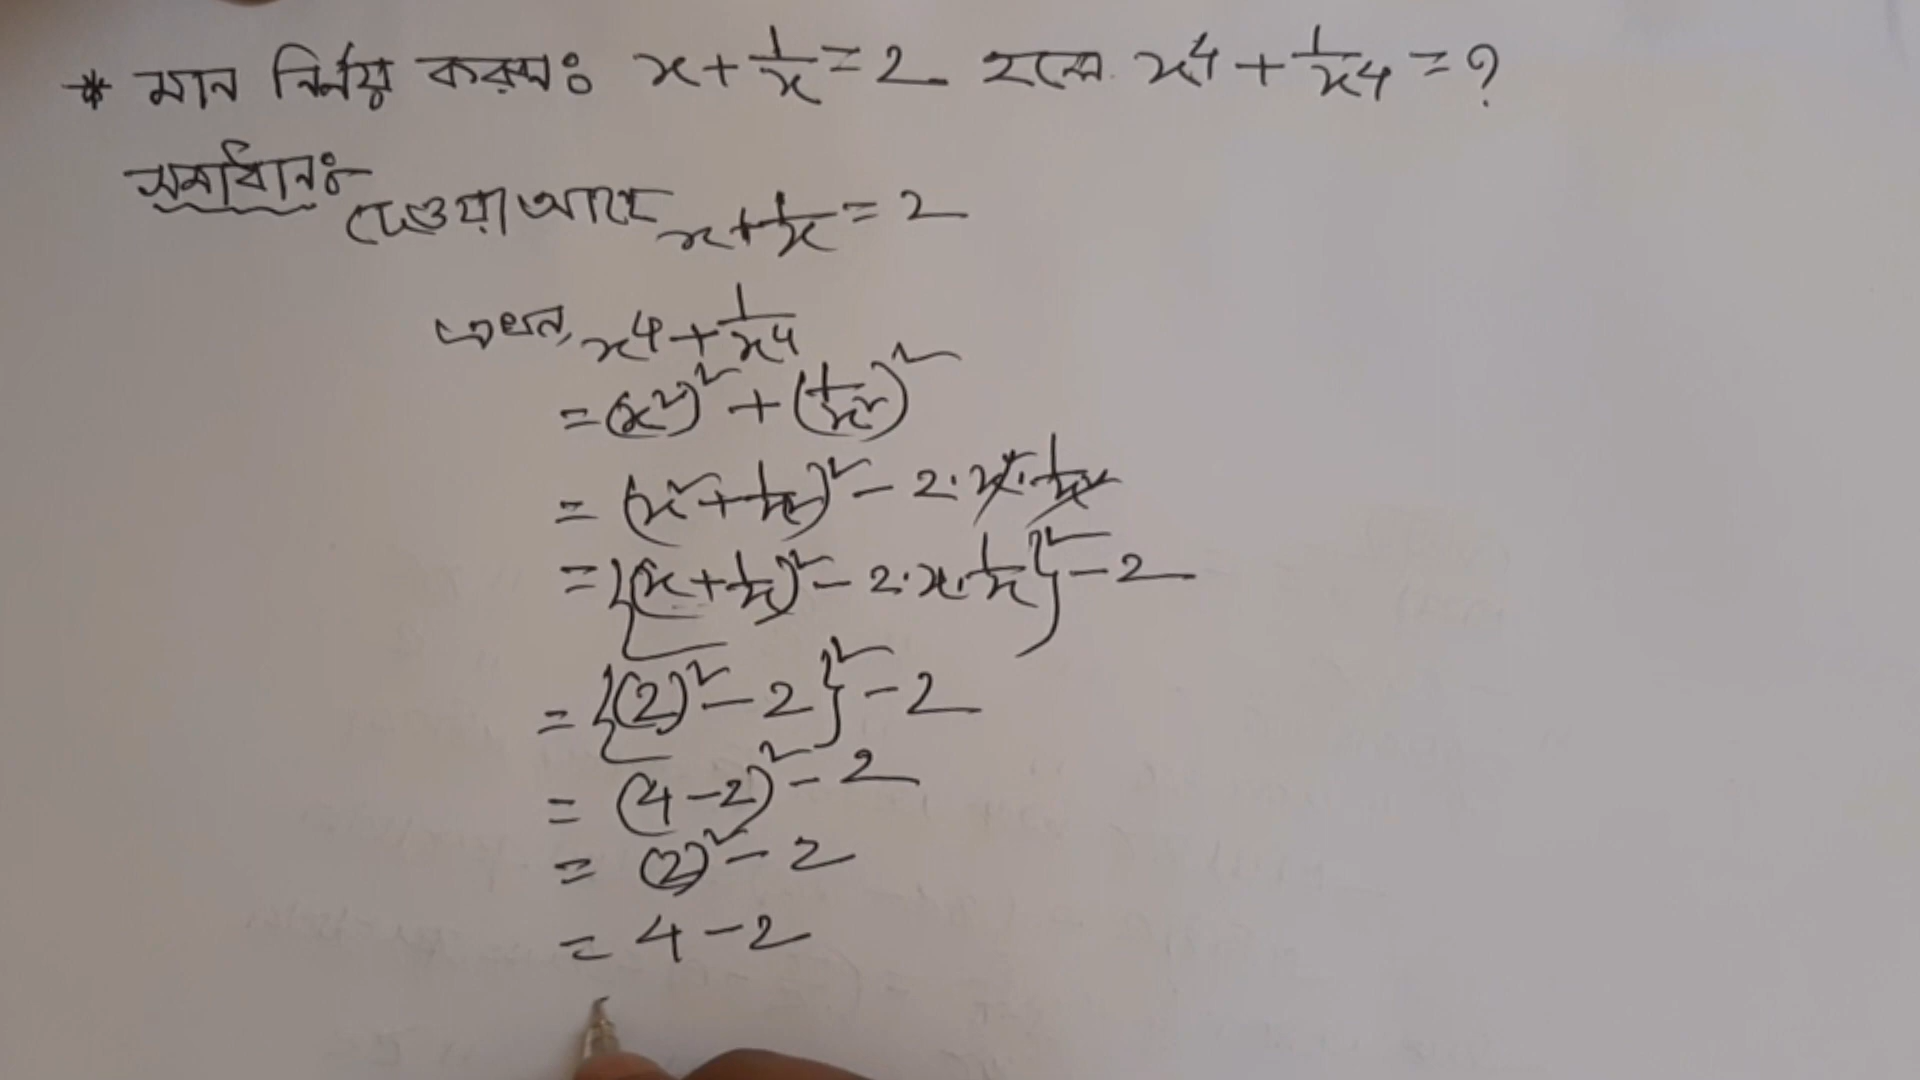 * মান নির্ণয় করুনঃ x + 1/x = 2 হলে x⁴ + 1/x⁴ = ?
সমাধানঃ-
দেওয়া আছে x + 1/x = 2
এখন, x⁴ + 1/x⁴
= (x²)² + (1/x²)²
= (x² + 1/x²)² - 2·x²·1/x²
= {(x + 1/x)² - 2·x·1/x}² - 2
= {(2)² - 2}² - 2
= (4 - 2)² - 2
= (2)² - 2
= 4 - 2